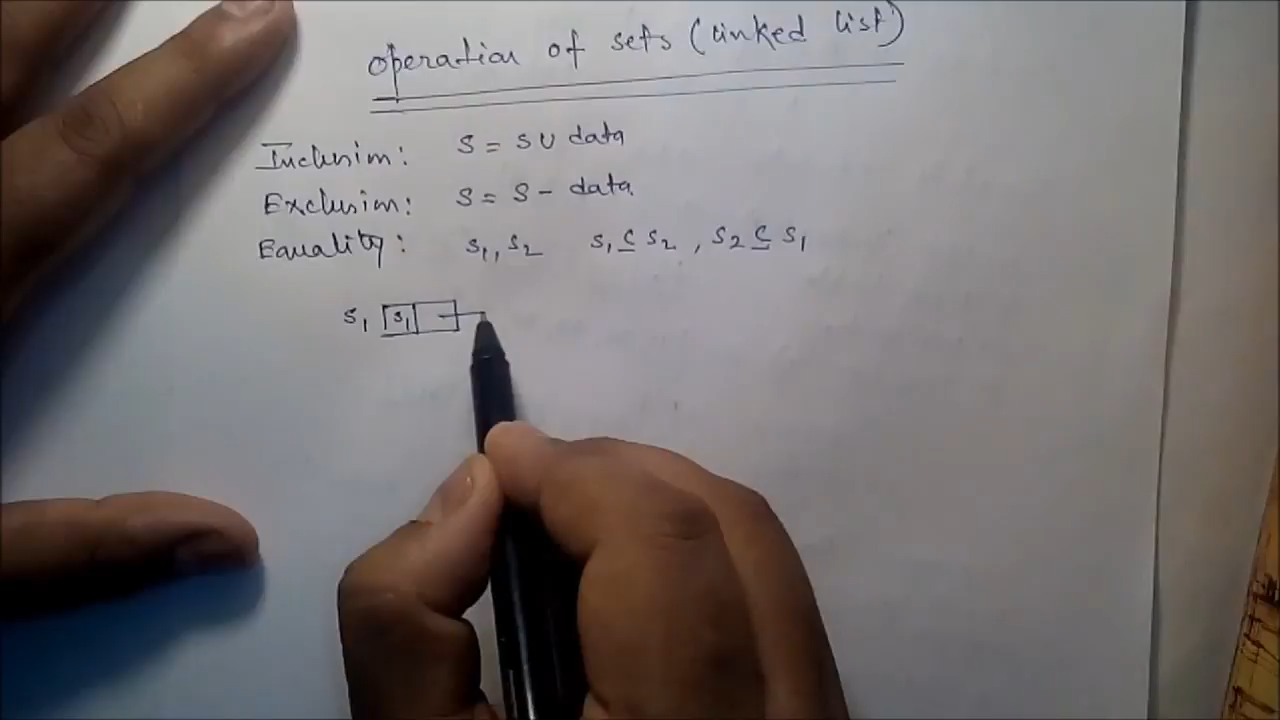 operation of sets (linked list)
Inclusion: S = S ∪ data
Exclusion: S = S - data
Equality: S₁, S₂ S₁ ⊆ S₂ , S₂ ⊆ S₁
S₁ S₁